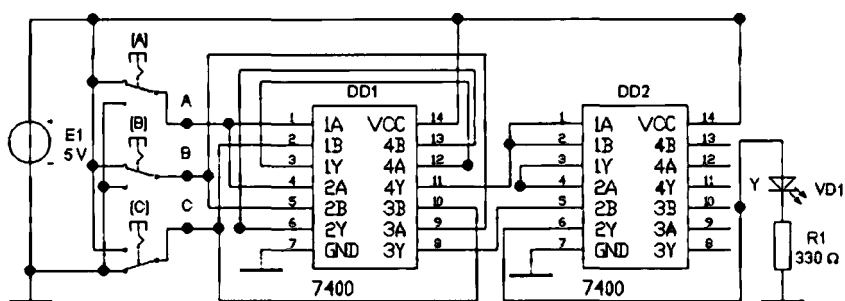 [A]
A
[B]
B
[C]
C
E1
5 V
DD1
1 1A VCC 14
2 1B 4B 13
3 1Y 4A 12
4 2A 4Y 11
5 2B 3B 10
6 2Y 3A 9
7 GND 3Y 8
7400
DD2
1 1A VCC 14
2 1B 4B 13
3 1Y 4A 12
4 2A 4Y 11
5 2B 3B 10
6 2Y 3A 9
7 GND 3Y 8
7400
Y
VD1
R1
330 Ω